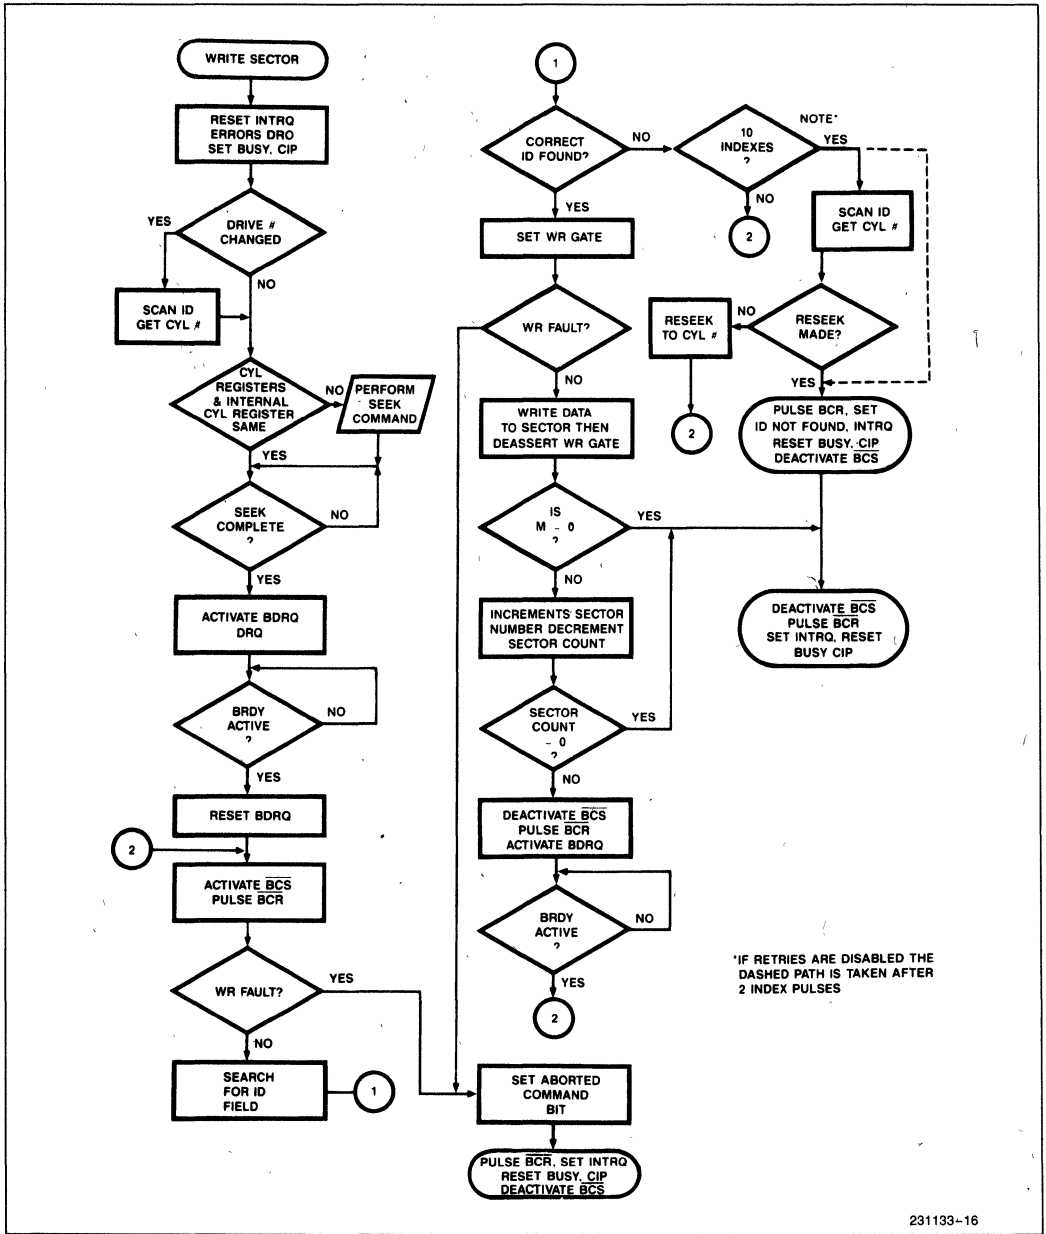 WRITE SECTOR
RESET INTRQ
ERRORS DRO
SET BUSY, CIP
YES
DRIVE #
CHANGED
NO
SCAN ID
GET CYL #
CYL
REGISTERS
& INTERNAL
CYL REGISTER
SAME
NO
PERFORM
SEEK
COMMAND
YES
SEEK
COMPLETE
?
NO
YES
ACTIVATE BDRQ
DRQ
BRDY
ACTIVE
?
NO
YES
RESET BDRQ
2
ACTIVATE BCS
PULSE BCR
WR FAULT?
YES
NO
SEARCH
FOR ID
FIELD
1
1
CORRECT
ID FOUND?
NO
YES
10
INDEXES
?
NOTE*
YES
NO
2
SCAN ID
GET CYL #
SET WR GATE
WR FAULT?
NO
RESEEK
TO CYL #
NO
RESEEK
MADE?
YES
2
WRITE DATA
TO SECTOR THEN
DEASSERT WR GATE
PULSE BCR, SET
ID NOT FOUND, INTRQ
RESET BUSY, CIP
DEACTIVATE BCS
IS
M - 0
?
YES
NO
INCREMENTS SECTOR
NUMBER DECREMENT
SECTOR COUNT
DEACTIVATE BCS
PULSE BCR
SET INTRQ, RESET
BUSY CIP
SECTOR
COUNT
- 0
?
YES
NO
DEACTIVATE BCS
PULSE BCR
ACTIVATE BDRQ
BRDY
ACTIVE
?
NO
YES
2
*IF RETRIES ARE DISABLED THE
DASHED PATH IS TAKEN AFTER
2 INDEX PULSES
SET ABORTED
COMMAND
BIT
PULSE BCR, SET INTRQ
RESET BUSY, CIP
DEACTIVATE BCS
231133-16